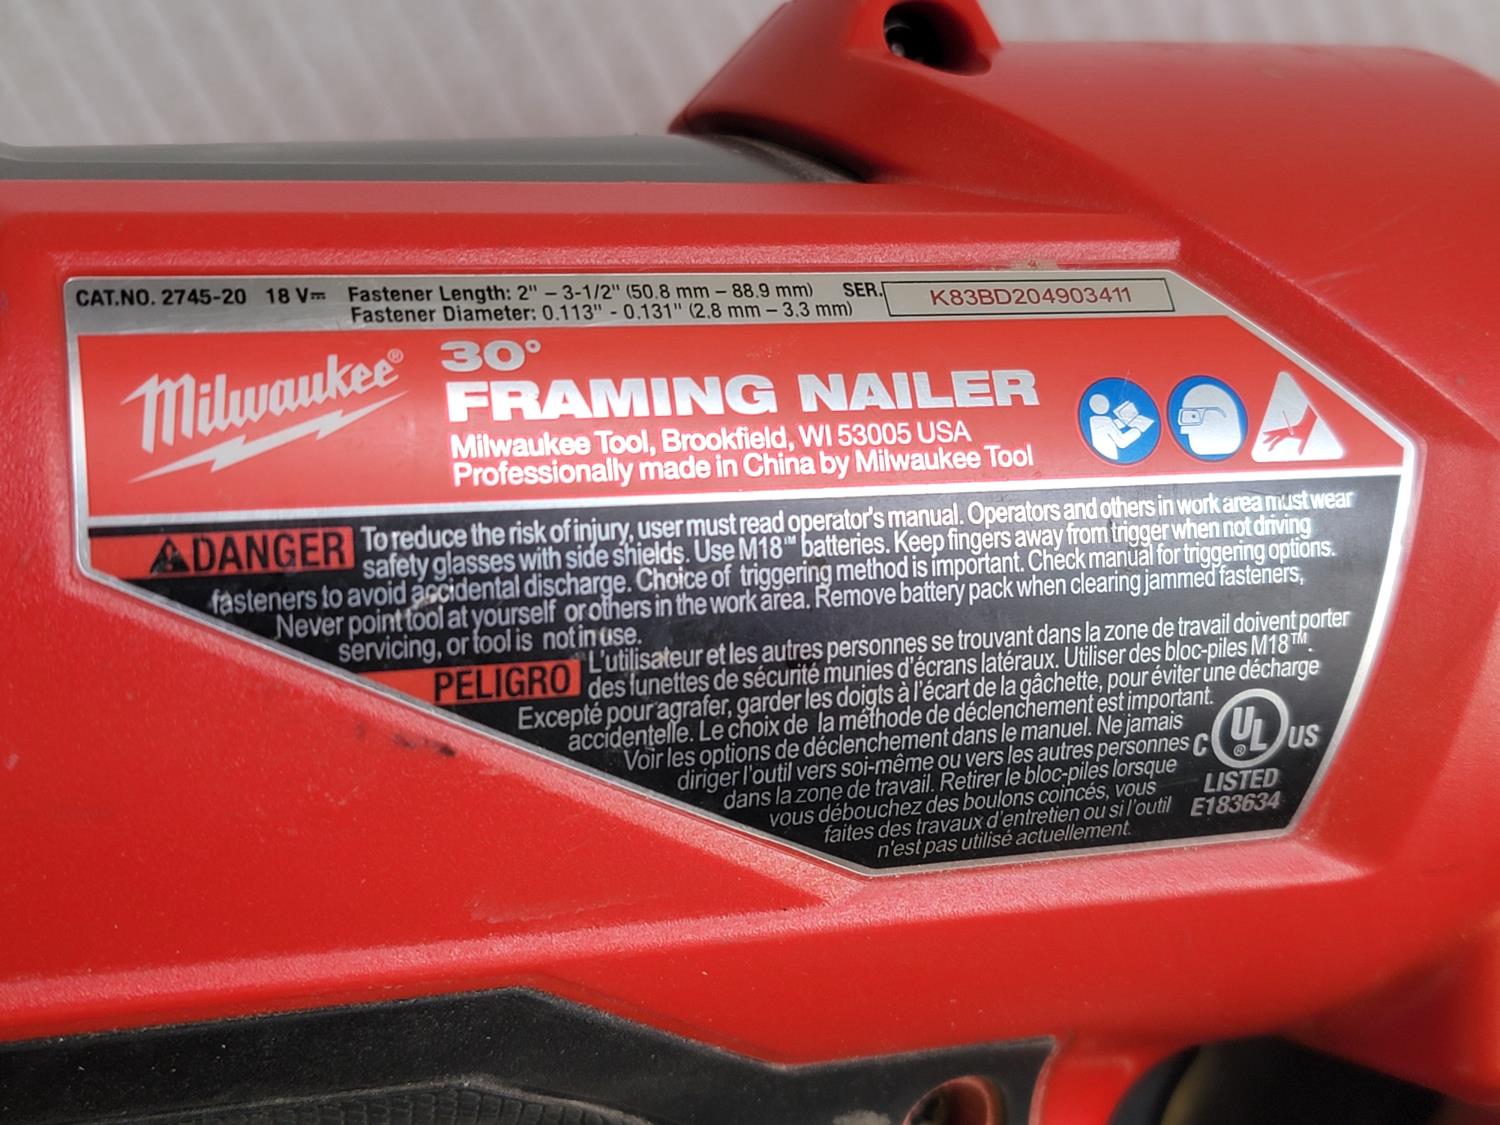 CAT.NO. 2745-20 18 V⎓ Fastener Length: 2" – 3-1/2" (50.8 mm – 88.9 mm) SER. K83BD204903411
Fastener Diameter: 0.113" - 0.131" (2.8 mm – 3.3 mm)
Milwaukee®
30°
FRAMING NAILER
Milwaukee Tool, Brookfield, WI 53005 USA
Professionally made in China by Milwaukee Tool
⚠DANGER To reduce the risk of injury, user must read operator's manual. Operators and others in work area must wear
safety glasses with side shields. Use M18™ batteries. Keep fingers away from trigger when not driving
fasteners to avoid accidental discharge. Choice of triggering method is important. Check manual for triggering options.
Never point tool at yourself or others in the work area. Remove battery pack when clearing jammed fasteners,
servicing, or tool is not in use.
PELIGRO L'utilisateur et les autres personnes se trouvant dans la zone de travail doivent porter
des lunettes de sécurité munies d'écrans latéraux. Utiliser des bloc-piles M18™.
Excepté pour agrafer, garder les doigts à l'écart de la gâchette, pour éviter une décharge
accidentelle. Le choix de la méthode de déclenchement est important.
Voir les options de déclenchement dans le manuel. Ne jamais
diriger l'outil vers soi-même ou vers les autres personnes
dans la zone de travail. Retirer le bloc-piles lorsque
vous débouchez des boulons coincés, vous
faites des travaux d'entretien ou si l'outil
n'est pas utilisé actuellement.
C UL® US
LISTED
E183634